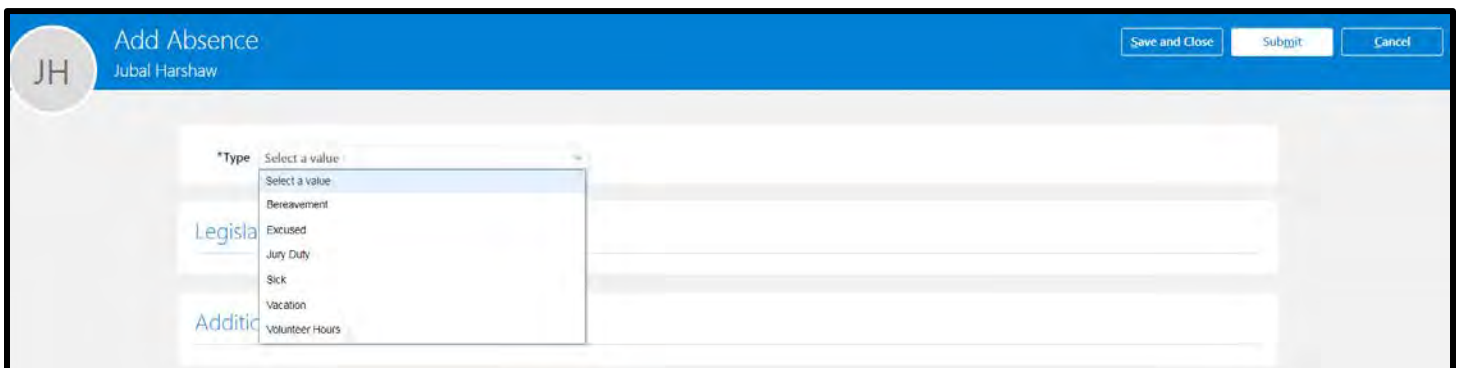 JH
Add Absence
Jubal Harshaw
Save and Close
Submit
Cancel
*Type Select a value
Select a value
Bereavement
Legisla
Excused
Jury Duty
Sick
Vacation
Additic
Volunteer Hours